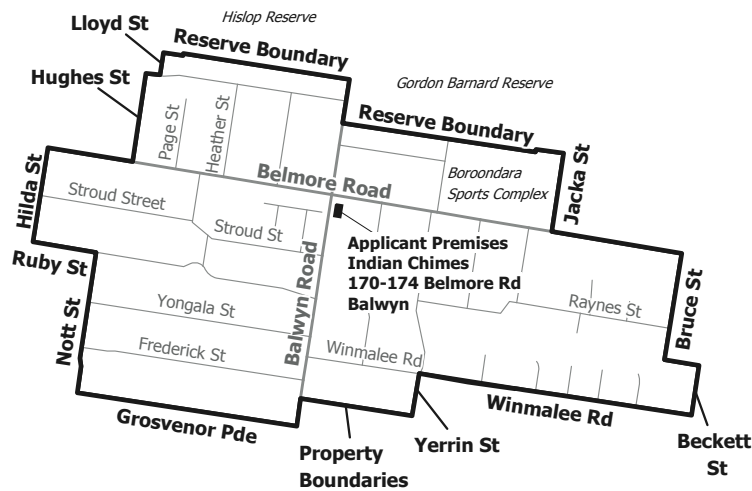 Hislop Reserve
Lloyd St
Reserve Boundary
Hughes St
Gordon Barnard Reserve
Reserve Boundary
Page St
Heather St
Belmore Road
Boroondara
Sports Complex
Jacka St
Hilda St
Stroud Street
Stroud St
Applicant Premises
Indian Chimes
170-174 Belmore Rd
Balwyn
Ruby St
Balwyn Road
Raynes St
Bruce St
Yongala St
Nott St
Frederick St
Winmalee Rd
Grosvenor Pde
Winmalee Rd
Property
Boundaries
Yerrin St
Beckett
St